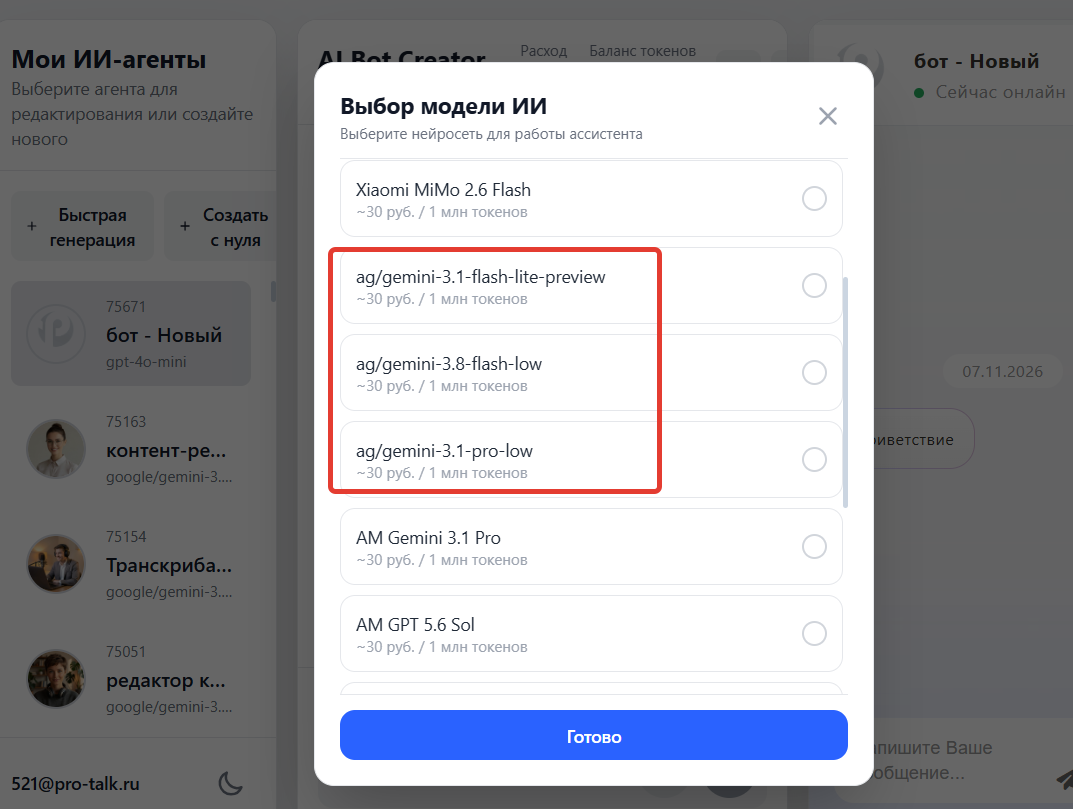 Мои ИИ-агенты
Выберите агента для
редактирования или создайте
нового
+ Быстрая
генерация
+ Создать
с нуля
75671
бот - Новый
gpt-4o-mini
75163
контент-ре...
google/gemini-3....
75154
Транскриба...
google/gemini-3....
75051
редактор к...
google/gemini-3....
521@pro-talk.ru
AI Bot Creator
Расход
Баланс токенов
Выбор модели ИИ
Выберите нейросеть для работы ассистента
Xiaomi MiMo 2.6 Flash
~30 руб. / 1 млн токенов
ag/gemini-3.1-flash-lite-preview
~30 руб. / 1 млн токенов
ag/gemini-3.8-flash-low
~30 руб. / 1 млн токенов
ag/gemini-3.1-pro-low
~30 руб. / 1 млн токенов
AM Gemini 3.1 Pro
~30 руб. / 1 млн токенов
AM GPT 5.6 Sol
~30 руб. / 1 млн токенов
Готово
бот - Новый
Сейчас онлайн
07.11.2026
риветствие
апишите Ваше
общение...